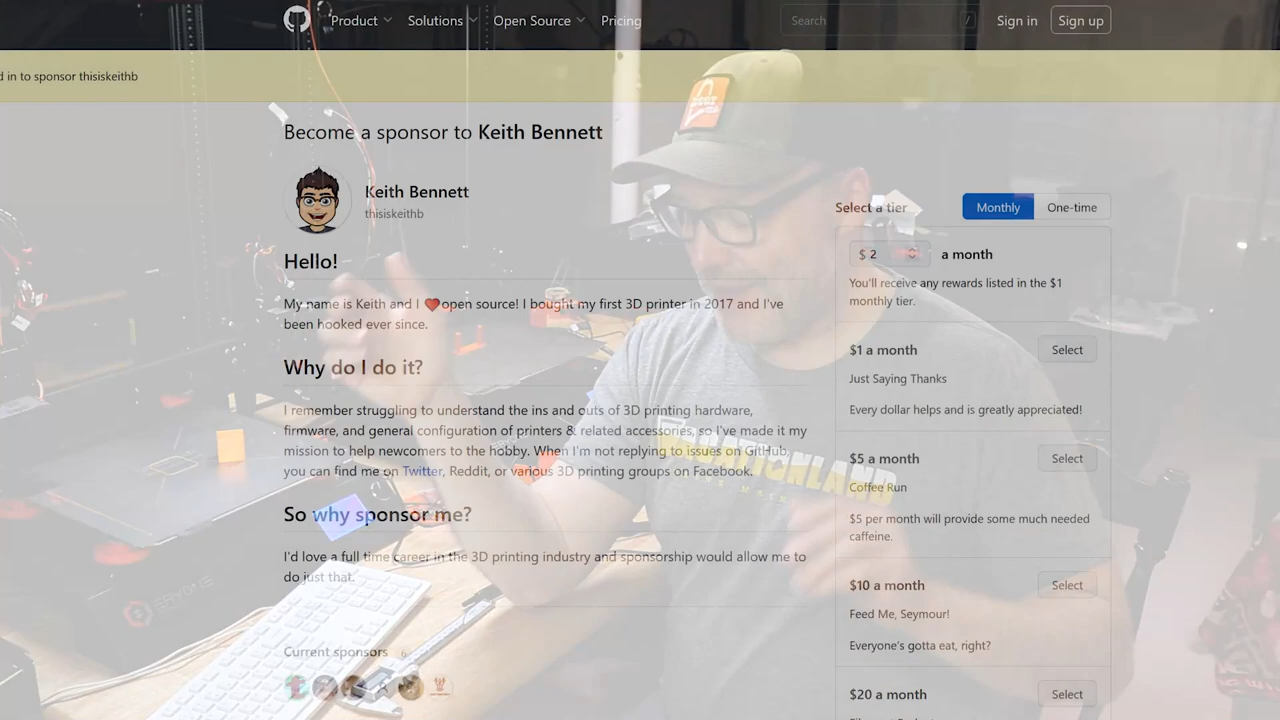 Product
Solutions
Open Source
Pricing
Search
/
Sign in
Sign up
in to sponsor thisiskeithb
Become a sponsor to Keith Bennett
Keith Bennett
thisiskeithb
Select a tier
Monthly
One-time
Hello!
$ 2
a month
You'll receive any rewards listed in the $1
monthly tier.
My name is Keith and I ❤️open source! I bought my first 3D printer in 2017 and I've
been hooked ever since.
$1 a month
Select
Just Saying Thanks
Every dollar helps and is greatly appreciated!
Why do I do it?
I remember struggling to understand the ins and outs of 3D printing hardware,
firmware, and general configuration of printers & related accessories, so I've made it my
mission to help newcomers to the hobby. When I'm not replying to issues on GitHub,
you can find me on Twitter, Reddit, or various 3D printing groups on Facebook.
$5 a month
Select
Coffee Run
$5 per month will provide some much needed
caffeine.
So why sponsor me?
I'd love a full time career in the 3D printing industry and sponsorship would allow me to
do just that.
$10 a month
Select
Feed Me, Seymour!
Everyone's gotta eat, right?
Current sponsors 6
$20 a month
Select
VACATIONLAND